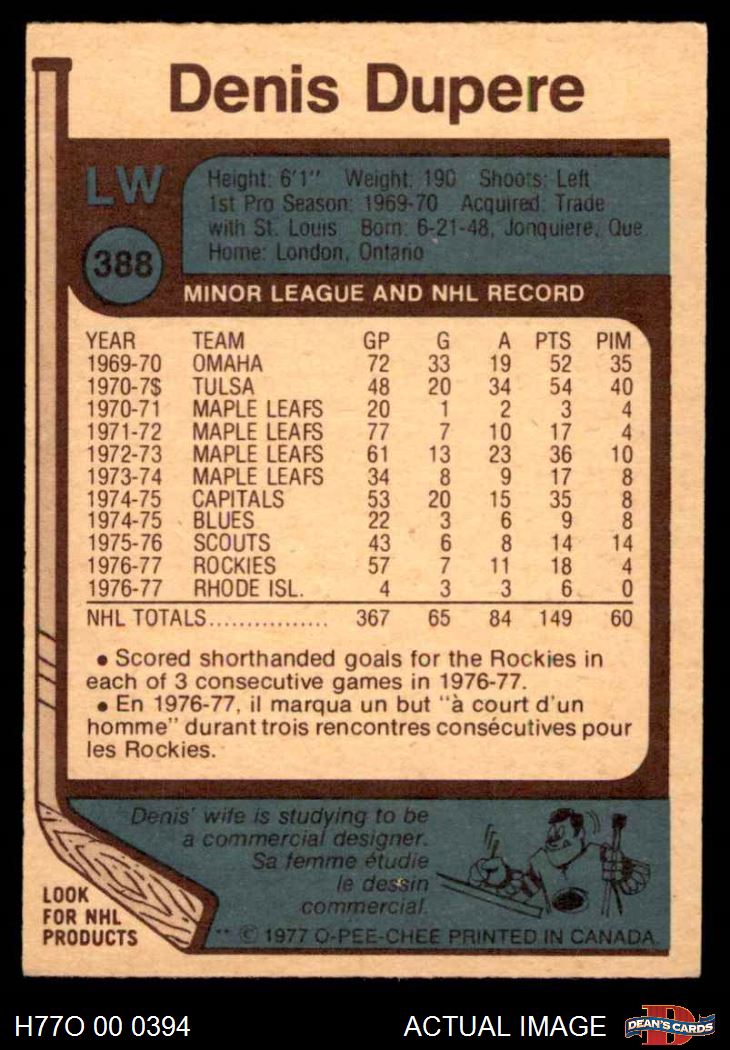 Denis Dupere
LW
Height: 6'1" Weight: 190 Shoots: Left
1st Pro Season: 1969-70 Acquired: Trade
with St. Louis Born: 6-21-48, Jonquiere, Que.
Home: London, Ontario
388
MINOR LEAGUE AND NHL RECORD
YEAR TEAM GP G A PTS PIM
1969-70 OMAHA 72 33 19 52 35
1970-7$ TULSA 48 20 34 54 40
1970-71 MAPLE LEAFS 20 1 2 3 4
1971-72 MAPLE LEAFS 77 7 10 17 4
1972-73 MAPLE LEAFS 61 13 23 36 10
1973-74 MAPLE LEAFS 34 8 9 17 8
1974-75 CAPITALS 53 20 15 35 8
1974-75 BLUES 22 3 6 9 8
1975-76 SCOUTS 43 6 8 14 14
1976-77 ROCKIES 57 7 11 18 4
1976-77 RHODE ISL. 4 3 3 6 0
NHL TOTALS................ 367 65 84 149 60
• Scored shorthanded goals for the Rockies in
each of 3 consecutive games in 1976-77.
• En 1976-77, il marqua un but "à court d'un
homme" durant trois rencontres consécutives pour
les Rockies.
Denis' wife is studying to be
a commercial designer.
Sa femme étudie
le dessin
commercial.
LOOK
FOR NHL
PRODUCTS
** © 1977 O-PEE-CHEE PRINTED IN CANADA
H77O 00 0394
ACTUAL IMAGE
D
DEAN'S CARDS